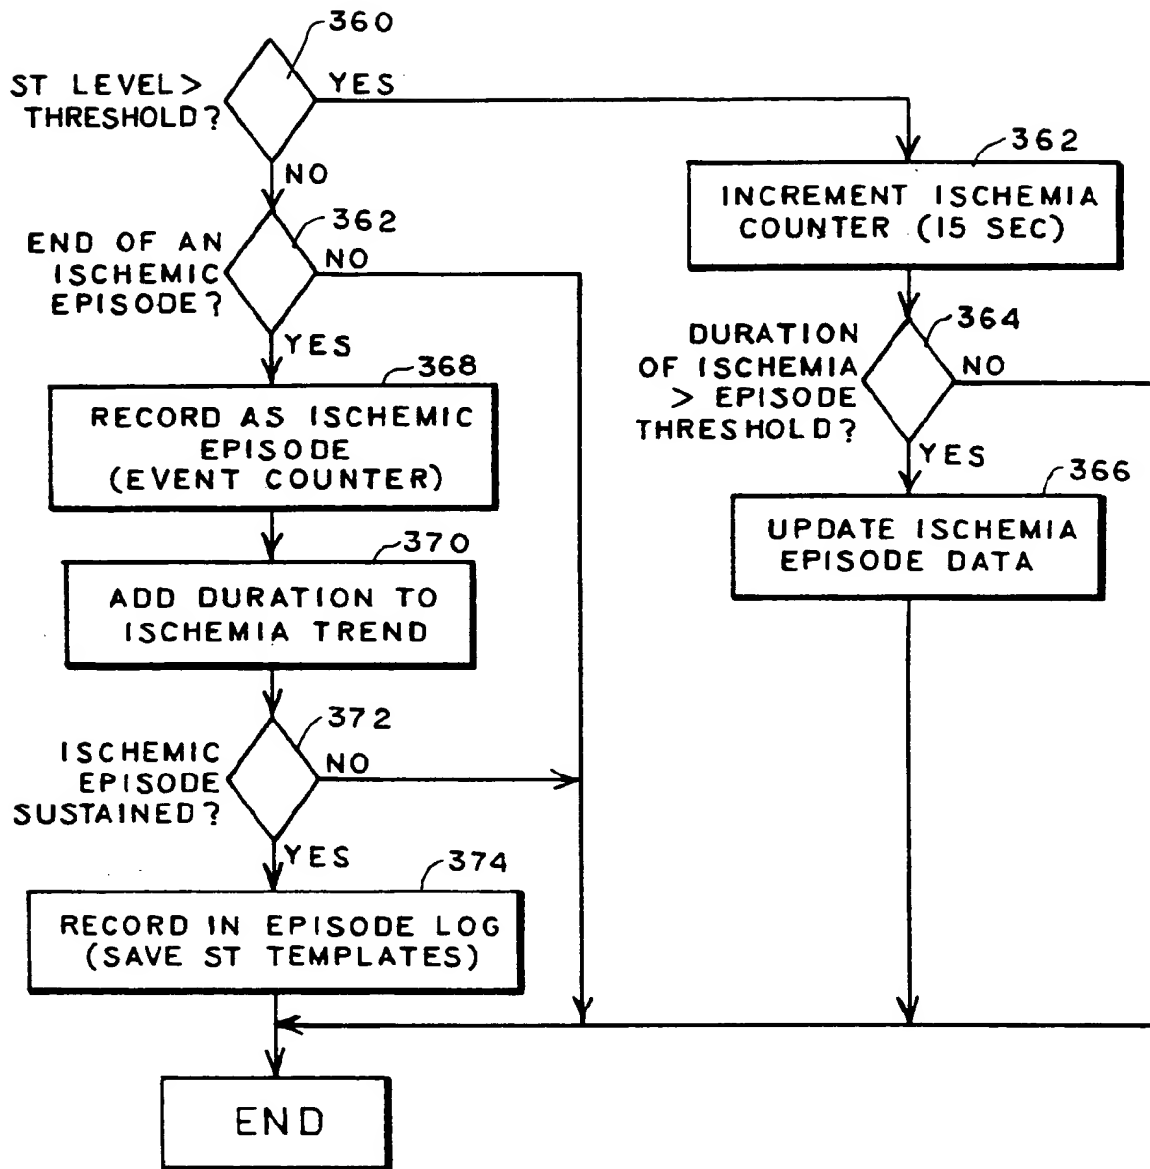 360
ST LEVEL>
THRESHOLD?
YES
NO
362
END OF AN
ISCHEMIC
EPISODE?
NO
YES
368
RECORD AS ISCHEMIC
EPISODE
(EVENT COUNTER)
370
ADD DURATION TO
ISCHEMIA TREND
372
ISCHEMIC
EPISODE
SUSTAINED?
NO
YES
374
RECORD IN EPISODE LOG
(SAVE ST TEMPLATES)
END
362
INCREMENT ISCHEMIA
COUNTER (15 SEC)
364
DURATION
OF ISCHEMIA
> EPISODE
THRESHOLD?
NO
YES
366
UPDATE ISCHEMIA
EPISODE DATA